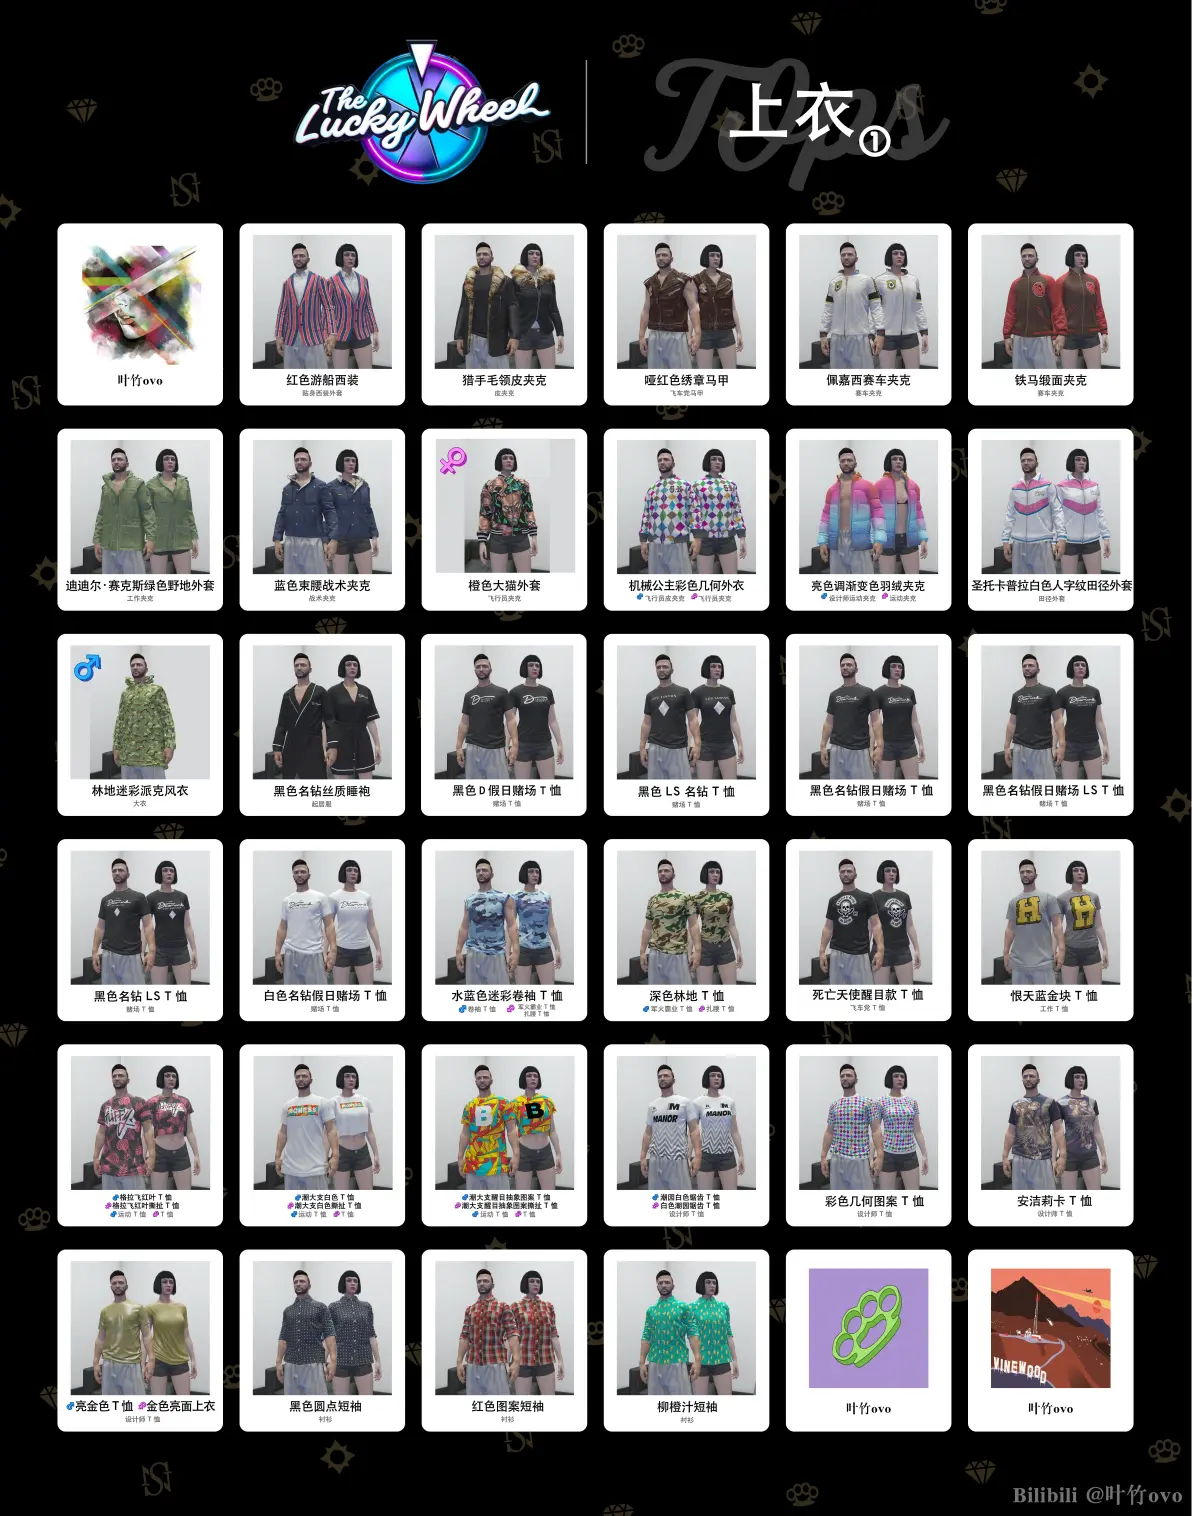 The Lucky Wheel
Tops
上衣①
叶竹ovo
红色游船西装
贴身西装外套
猎手毛领皮夹克
皮夹克
哑红色绣章马甲
飞车党马甲
佩嘉西赛车夹克
赛车夹克
铁马缎面夹克
赛车夹克
迪迪尔·赛克斯绿色野地外套
工作夹克
蓝色束腰战术夹克
战术夹克
橙色大猫外套
飞行员夹克
机械公主彩色几何外衣
飞行员皮夹克 飞行员夹克
亮色调渐变色羽绒夹克
设计师运动夹克 运动夹克
圣托卡普拉白色人字纹田径外套
田径外套
林地迷彩派克风衣
大衣
黑色名钻丝质睡袍
起居服
黑色 D 假日赌场 T 恤
赌场 T 恤
黑色 LS 名钻 T 恤
赌场 T 恤
黑色名钻假日赌场 T 恤
赌场 T 恤
黑色名钻假日赌场 LS T 恤
赌场 T 恤
黑色名钻 LS T 恤
赌场 T 恤
白色名钻假日赌场 T 恤
赌场 T 恤
水蓝色迷彩卷袖 T 恤
卷袖 T 恤 军火霸业 T 恤
扎腰 T 恤
深色林地 T 恤
军火霸业 T 恤 扎腰 T 恤
死亡天使醒目款 T 恤
飞车党 T 恤
H
H
恨天蓝金块 T 恤
工作 T 恤
格拉飞红叶 T 恤
格拉飞红叶撕扯 T 恤
运动 T 恤 T 恤
潮大支白色 T 恤
潮大支白色撕扯 T 恤
运动 T 恤 T 恤
B
B
潮大支醒目抽象图案 T 恤
潮大支醒目抽象图案撕扯 T 恤
运动 T 恤 T 恤
MANOR
MANOR
潮园白色锯齿 T 恤
白色潮园锯齿 T 恤
设计师 T 恤
彩色几何图案 T 恤
设计师 T 恤
安洁莉卡 T 恤
设计师 T 恤
亮金色 T 恤 金色亮面上衣
设计师 T 恤
黑色圆点短袖
衬衫
红色图案短袖
衬衫
柳橙汁短袖
衬衫
叶竹ovo
VINEWOOD
叶竹ovo
Bilibili @叶竹ovo